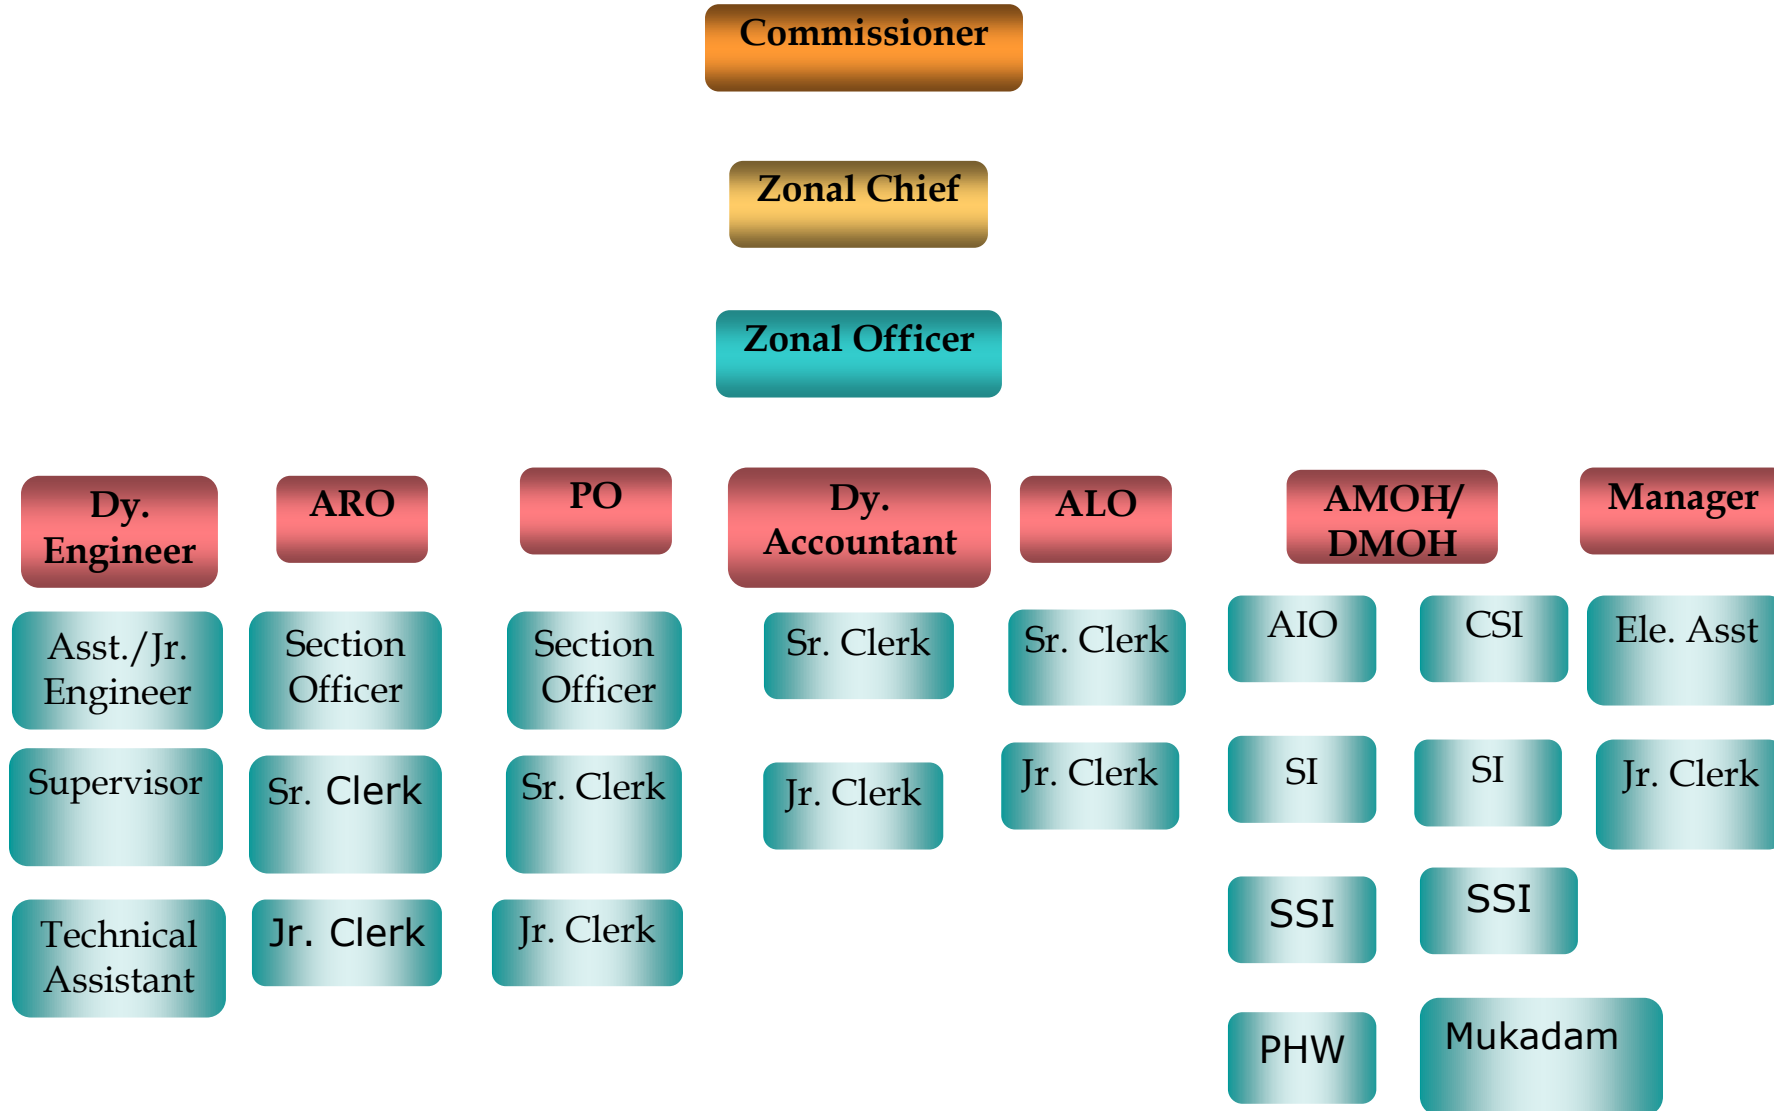 Commissioner
Zonal Chief
Zonal Officer
Dy.
Engineer
ARO
PO
Dy.
Accountant
ALO
AMOH/
DMOH
Manager
Asst./Jr.
Engineer
Section
Officer
Section
Officer
Sr. Clerk
Sr. Clerk
AIO
CSI
Ele. Asst
Supervisor
Sr. Clerk
Sr. Clerk
Jr. Clerk
Jr. Clerk
SI
SI
Jr. Clerk
Technical
Assistant
Jr. Clerk
Jr. Clerk
SSI
SSI
PHW
Mukadam